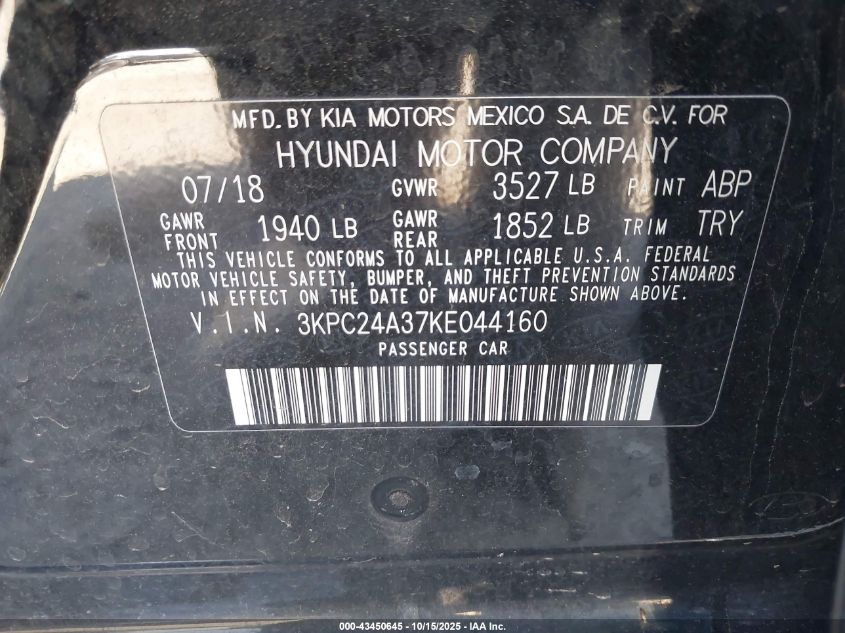 MFD. BY KIA MOTORS MEXICO S.A. DE C.V. FOR
HYUNDAI MOTOR COMPANY
07/18 GVWR 3527 LB PAINT ABP
GAWR FRONT 1940 LB GAWR REAR 1852 LB TRIM TRY
THIS VEHICLE CONFORMS TO ALL APPLICABLE U.S.A. FEDERAL
MOTOR VEHICLE SAFETY, BUMPER, AND THEFT PREVENTION STANDARDS
IN EFFECT ON THE DATE OF MANUFACTURE SHOWN ABOVE.
V.I.N. 3KPC24A37KE044160
PASSENGER CAR
000-43450645 - 10/15/2025 - IAA Inc.